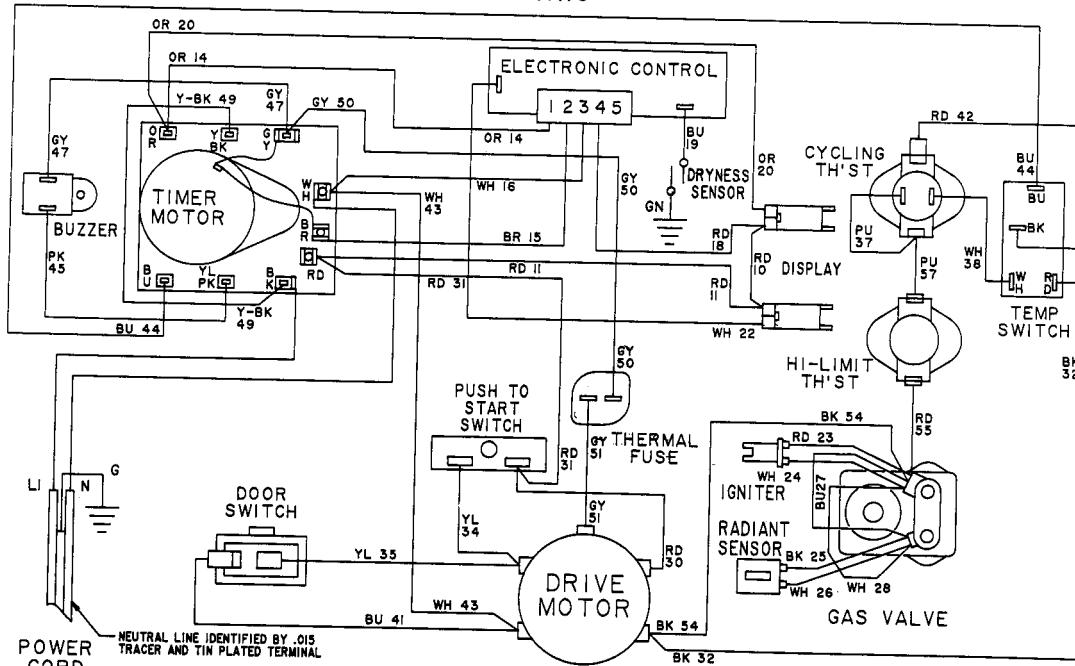 OR 20
OR 14
ELECTRONIC CONTROL
Y-BK 49
GY
47
GY 50
1 2 3 4 5
RD 42
GY
47
O
R
Y
BK
G
Y
OR 14
BU
19
CYCLING
TH'ST
BU
44
OR
20
TIMER
MOTOR
W
H
WH
43
WH 16
GY
50
DRYNESS
SENSOR
BU
BK
BUZZER
B
R
BR 15
GN
RD
18
PU
37
PU
57
WH
38
PK
45
B
U
YL
PK
B
K
RD
RD 11
RD 31
RD
10
DISPLAY
RD
11
W
H
R
D
TEMP
SWITCH
BU 44
Y-BK
49
WH 22
HI-LIMIT
TH'ST
BK
32
GY
50
PUSH TO
START
SWITCH
BK 54
RD
55
RD
31
GY
51
THERMAL
FUSE
RD 23
WH 24
IGNITER
BU27
G
LI
N
DOOR
SWITCH
YL
34
GY
51
RD
30
RADIANT
SENSOR
BK 25
WH 26
WH 28
YL 35
DRIVE
MOTOR
GAS VALVE
BU 41
WH 43
BK 54
BK 32
NEUTRAL LINE IDENTIFIED BY .015
TRACER AND TIN PLATED TERMINAL
POWER
CORD